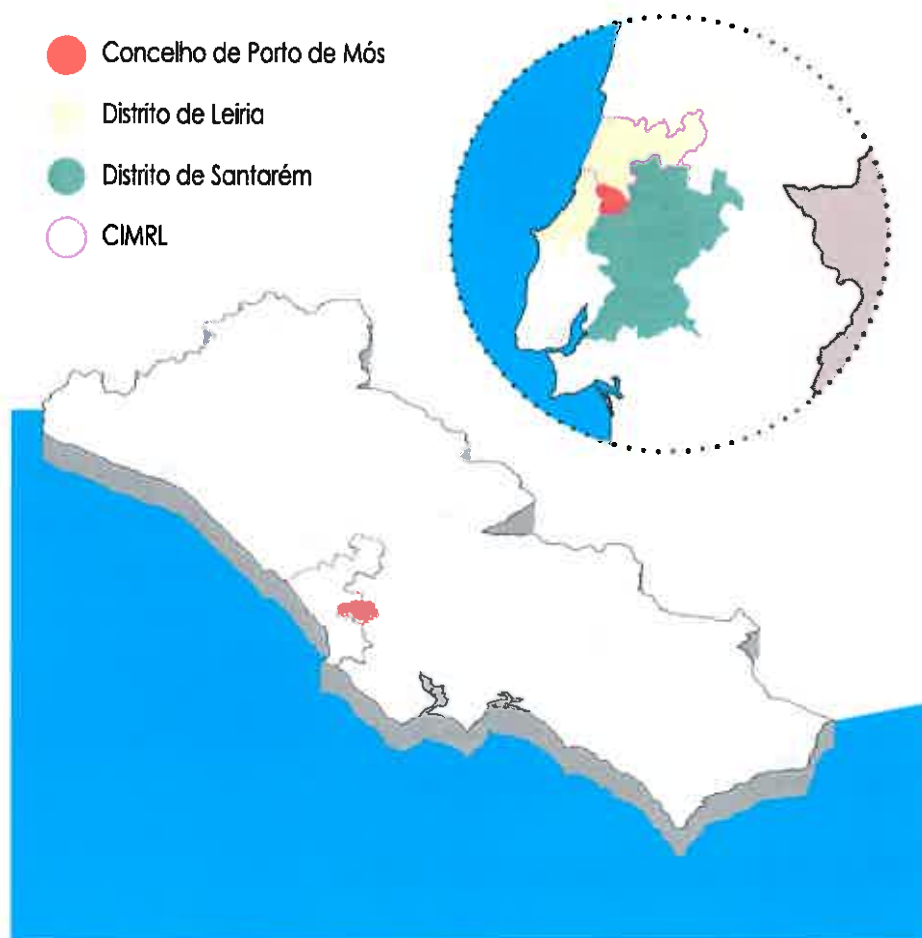 Concelho de Porto de Mós
Distrito de Leiria
Distrito de Santarém
CIMRL